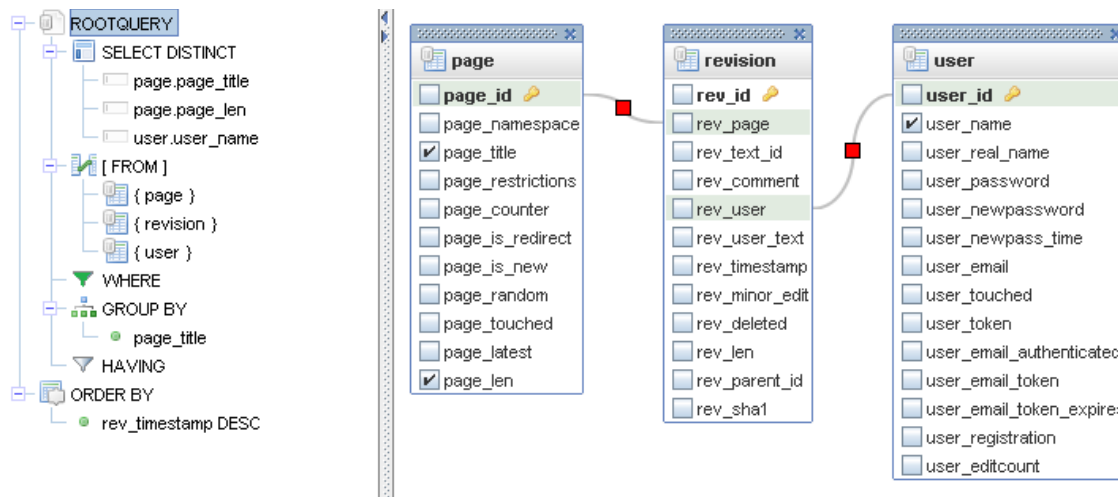 ROOTQUERY
SELECT DISTINCT
page.page_title
page.page_len
user.user_name
[ FROM ]
{ page }
{ revision }
{ user }
WHERE
GROUP BY
page_title
HAVING
ORDER BY
rev_timestamp DESC
page
page_id
page_namespace
page_title
page_restrictions
page_counter
page_is_redirect
page_is_new
page_random
page_touched
page_latest
page_len
revision
rev_id
rev_page
rev_text_id
rev_comment
rev_user
rev_user_text
rev_timestamp
rev_minor_edit
rev_deleted
rev_len
rev_parent_id
rev_sha1
user
user_id
user_name
user_real_name
user_password
user_newpassword
user_newpass_time
user_email
user_touched
user_token
user_email_authenticated
user_email_token
user_email_token_expires
user_registration
user_editcount